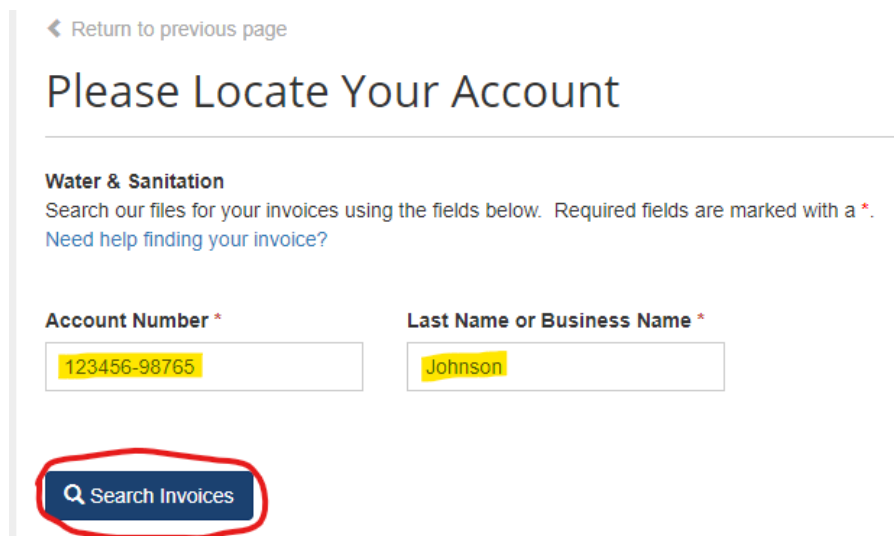 Return to previous page
Please Locate Your Account
Water & Sanitation
Search our files for your invoices using the fields below. Required fields are marked with a *.
Need help finding your invoice?
Account Number * Last Name or Business Name *
123456-98765 Johnson
Search Invoices